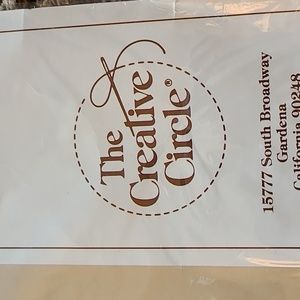 The
Creative
Circle®
15777 South Broadway
Gardena
California 90248